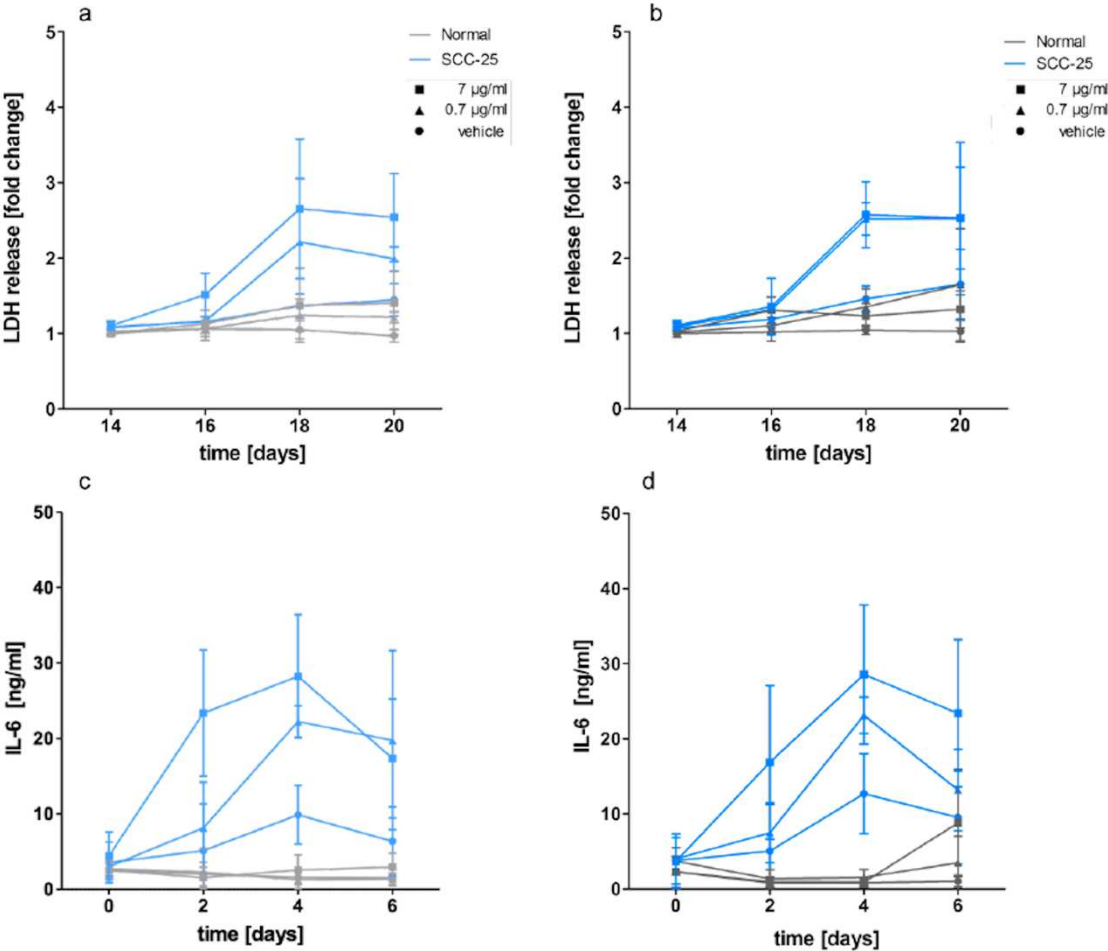 a
LDH release [fold change]
5
4
3
2
1
0
14 16 18 20
time [days]
Normal
SCC-25
7 µg/ml
0.7 µg/ml
vehicle
b
LDH release [fold change]
5
4
3
2
1
0
14 16 18 20
time [days]
Normal
SCC-25
7 µg/ml
0.7 µg/ml
vehicle
c
IL-6 [ng/ml]
50
40
30
20
10
0
0 2 4 6
time [days]
d
IL-6 [ng/ml]
50
40
30
20
10
0
0 2 4 6
time [days]